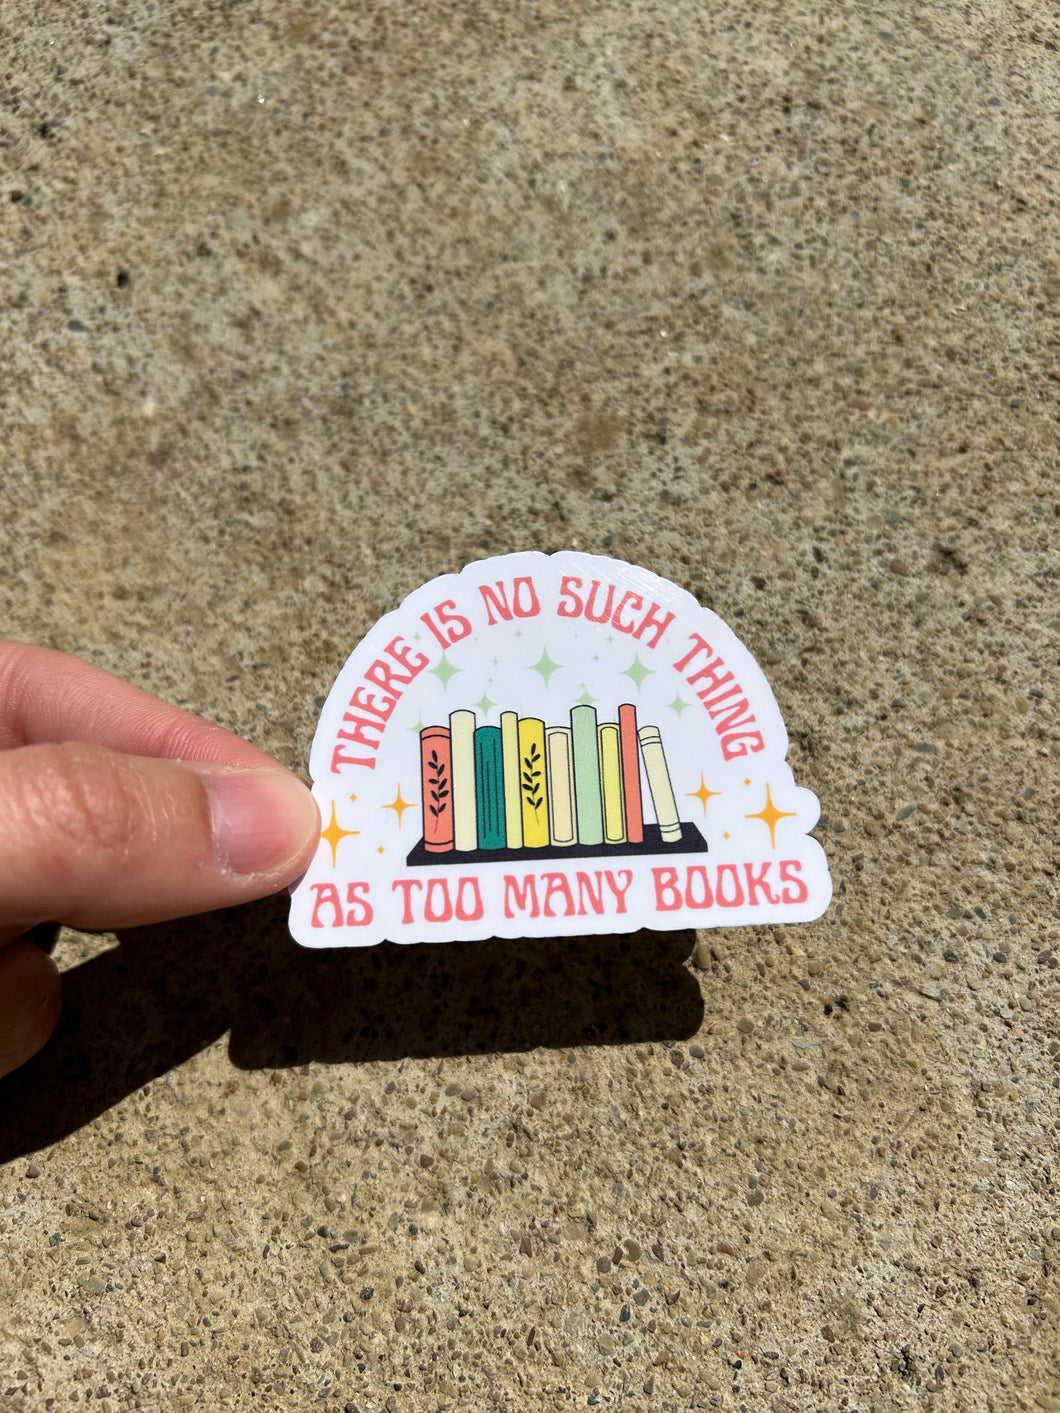 THERE IS NO SUCH THING
AS TOO MANY BOOKS